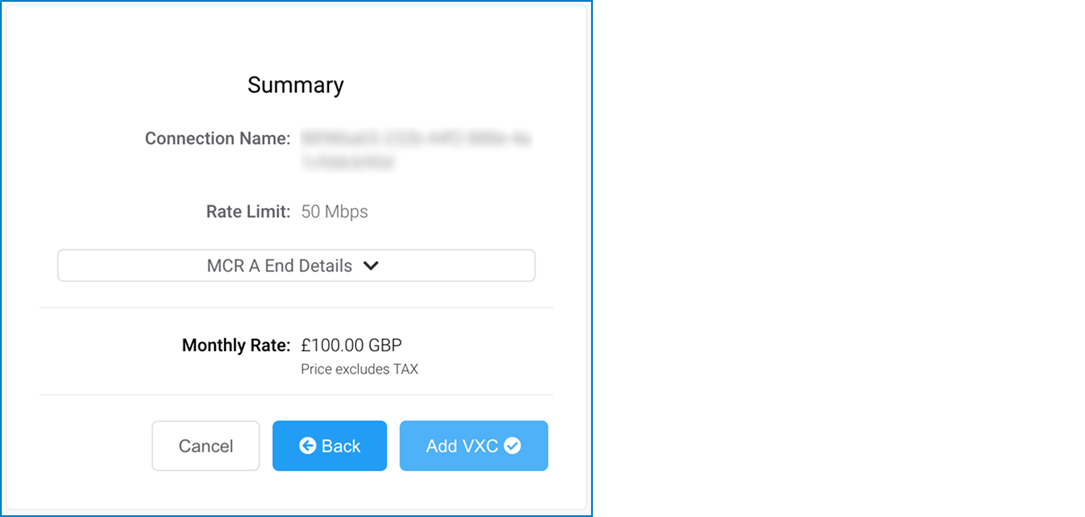 Summary
Connection Name:
Rate Limit: 50 Mbps
MCR A End Details
Monthly Rate: £100.00 GBP
Price excludes TAX
Cancel
Back
Add VXC